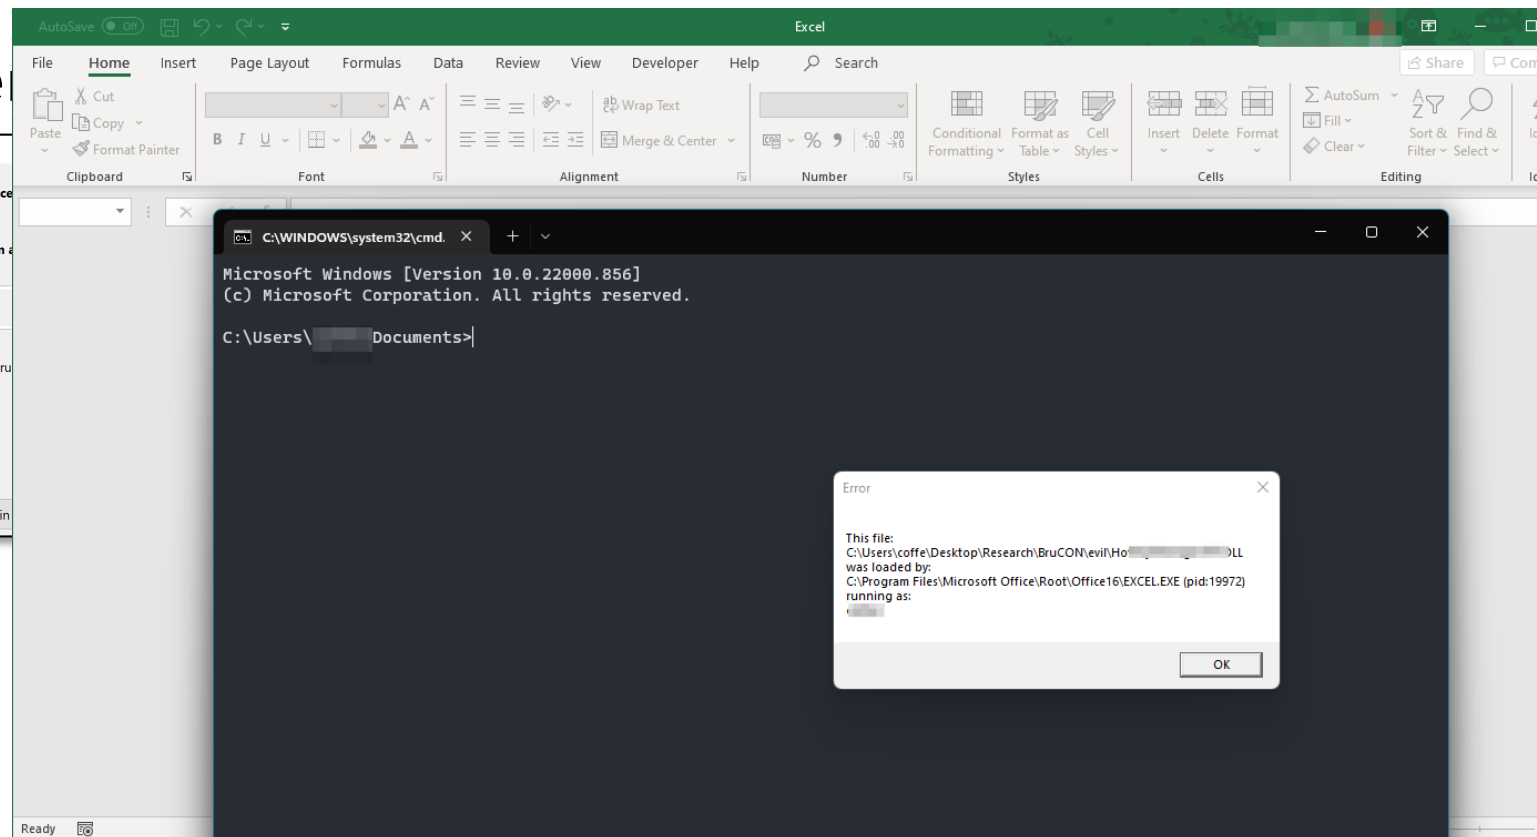 AutoSave Off
Excel
File Home Insert Page Layout Formulas Data Review View Developer Help Search
Share
Paste
Cut
Copy
Format Painter
B I U
A A
A
ab Wrap Text
Merge & Center
%
Conditional Formatting
Format as Table
Cell Styles
Insert Delete Format
AutoSum
Fill
Clear
Sort & Filter
Find & Select
Clipboard Font Alignment Number Styles Cells Editing
C:\WINDOWS\system32\cmd.
Microsoft Windows [Version 10.0.22000.856]
(c) Microsoft Corporation. All rights reserved.
C:\Users\ Documents>
Error
This file:
C:\Users\coffe\Desktop\Research\BruCON\evil\Ho
was loaded by:
C:\Program Files\Microsoft Office\Root\Office16\EXCEL.EXE (pid:19972)
running as:
OK
Ready